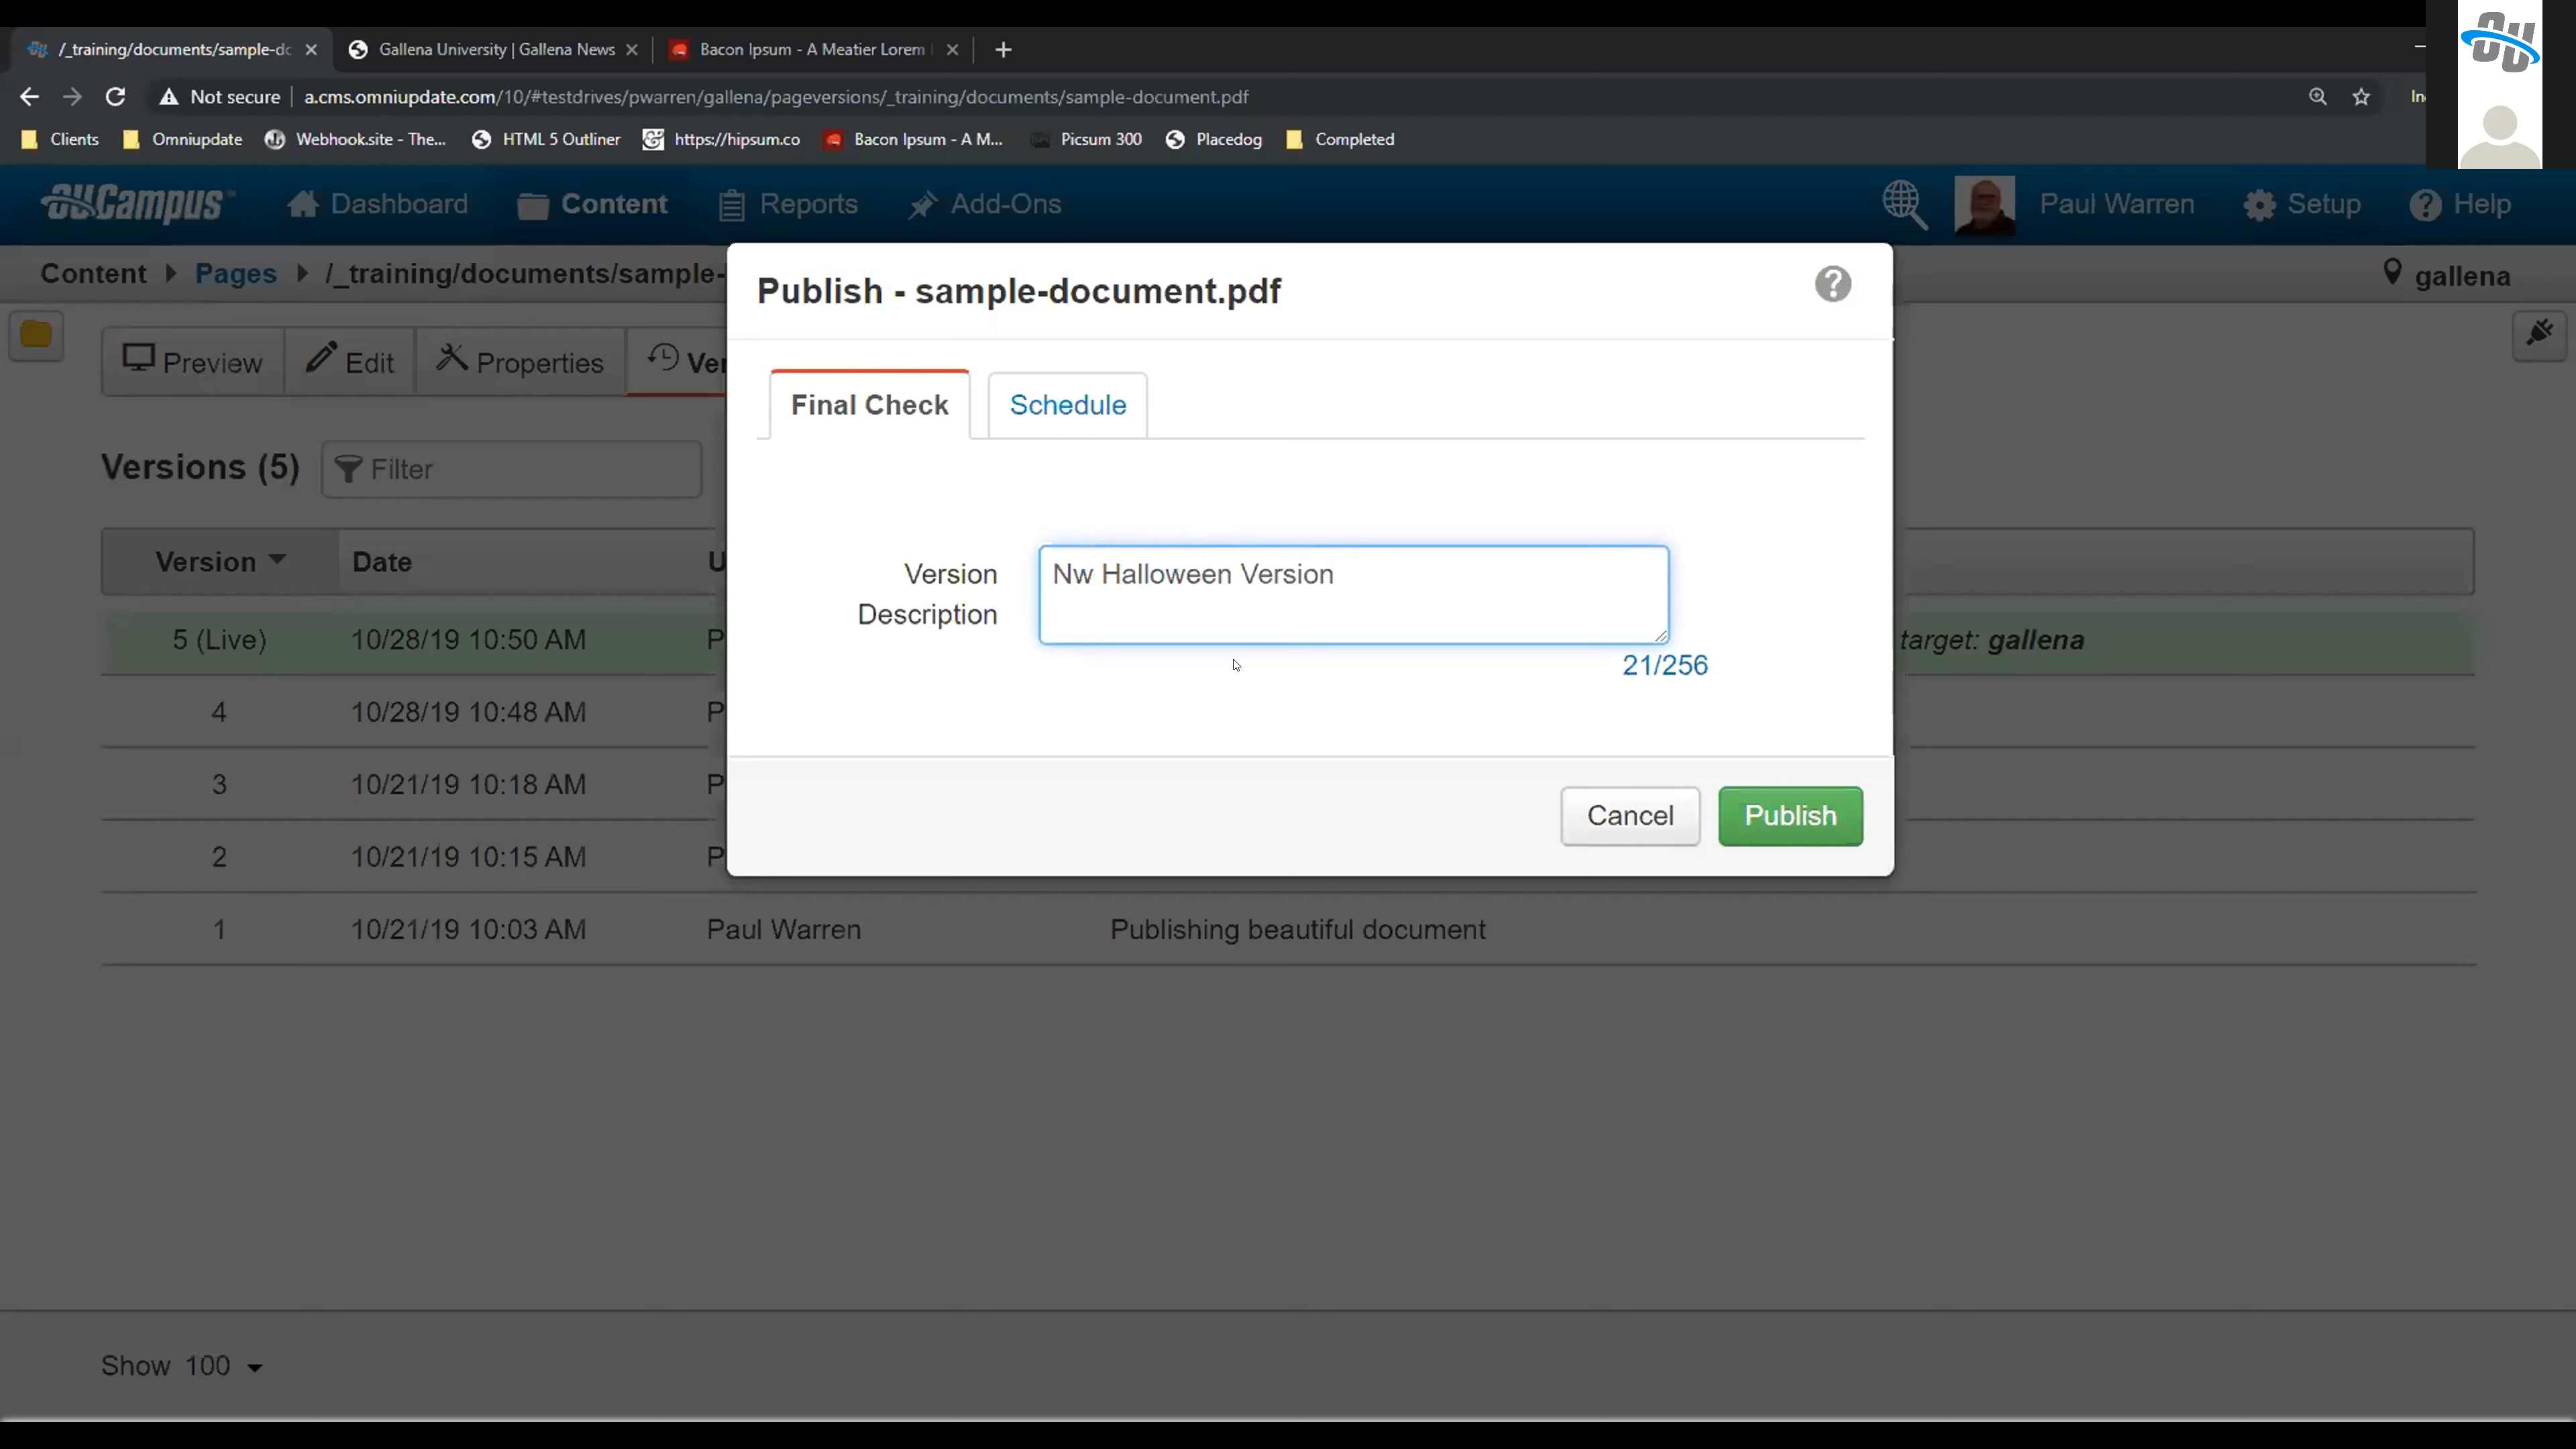 /_training/documents/sample-dc
Gallena University | Gallena News
Bacon Ipsum - A Meatier Lorem
Not secure | a.cms.omniupdate.com/10/#testdrives/pwarren/gallena/pageversions/_training/documents/sample-document.pdf
Clients
Omniupdate
Webhook.site - The...
HTML 5 Outliner
https://hipsum.co
Bacon Ipsum - A M...
Picsum 300
Placedog
Completed
OU
OUCampus
Dashboard
Content
Reports
Add-Ons
Paul Warren
Setup
Help
Content
Pages
/_training/documents/sample-
gallena
Preview
Edit
Properties
Ver
Publish - sample-document.pdf
Final Check
Schedule
Versions (5)
Filter
Version
Date
U
Version
Description
Nw Halloween Version
21/256
5 (Live) 10/28/19 10:50 AM P target: gallena
4 10/28/19 10:48 AM P
3 10/21/19 10:18 AM P
2 10/21/19 10:15 AM P
Cancel
Publish
1 10/21/19 10:03 AM Paul Warren Publishing beautiful document
Show 100